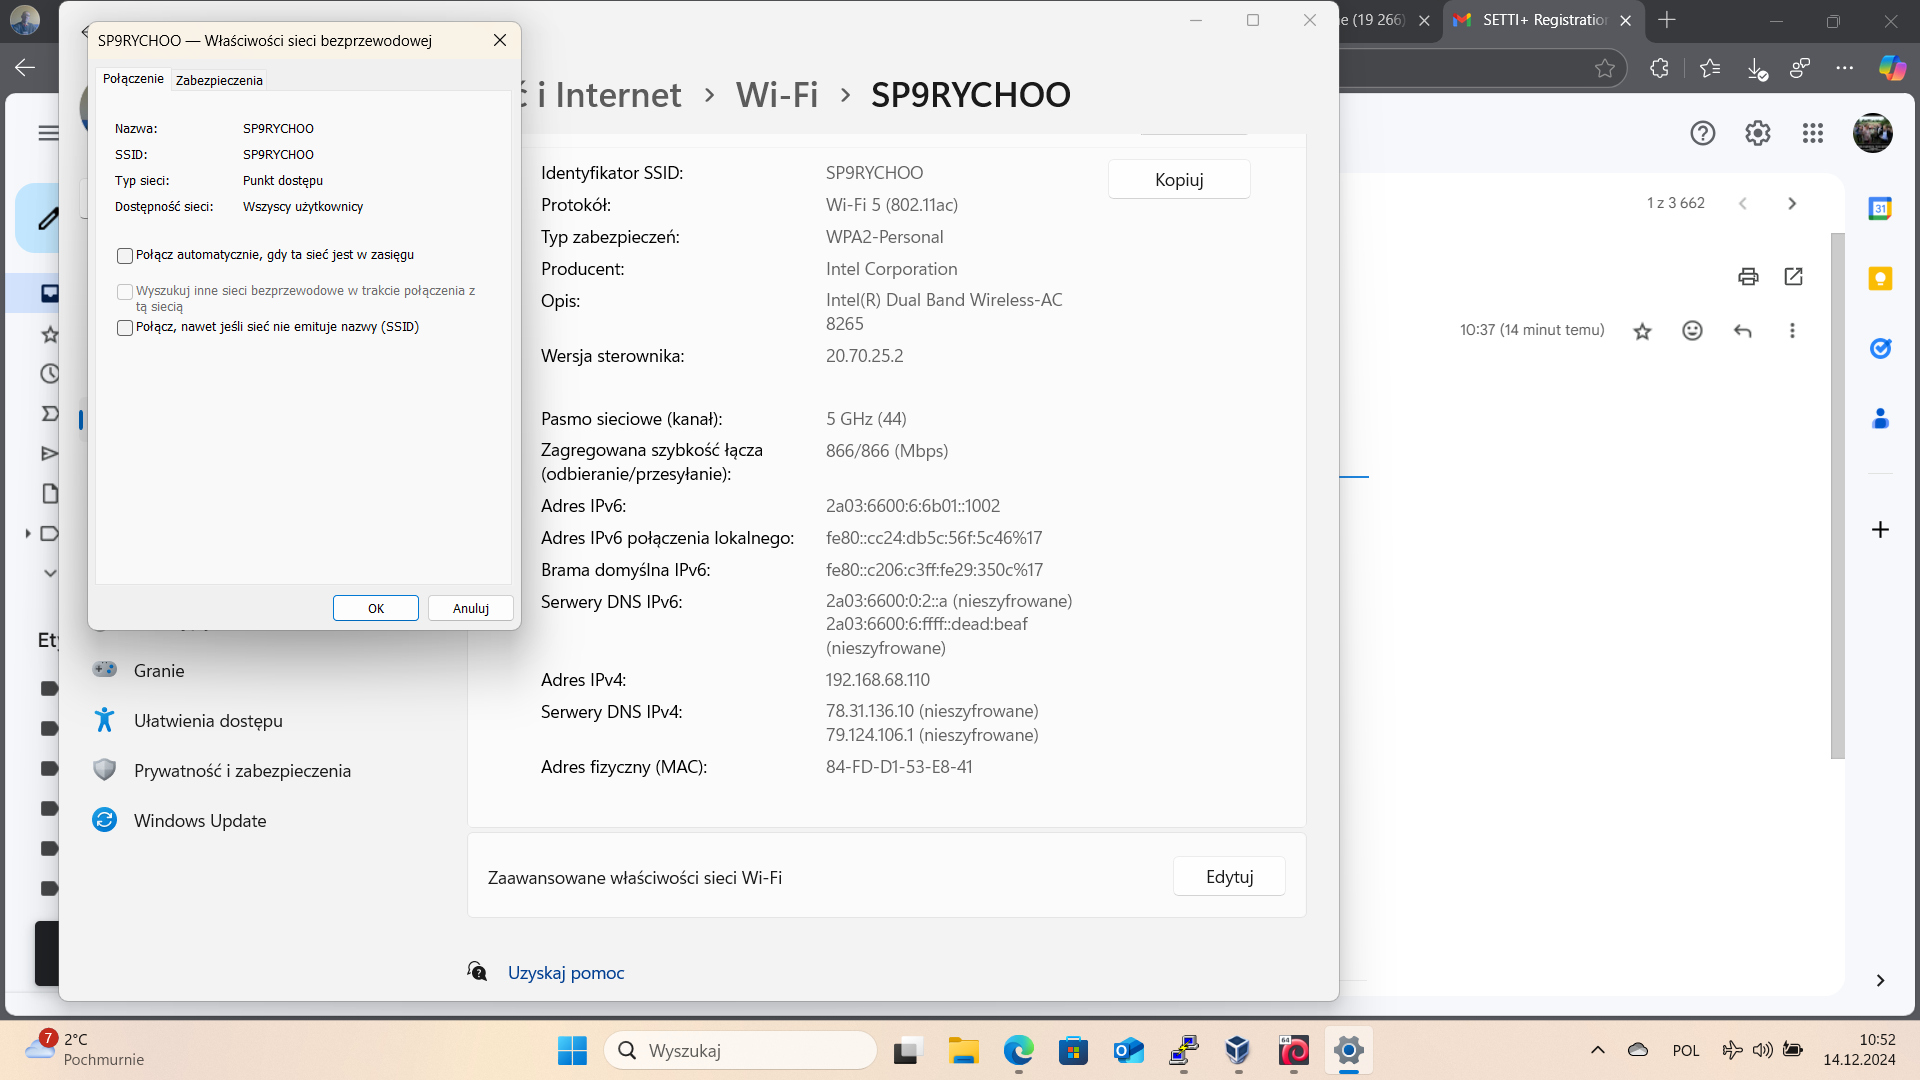 SP9RYCHOO — Właściwości sieci bezprzewodowej
Połączenie
Zabezpieczenia
Nazwa: SP9RYCHOO
SSID: SP9RYCHOO
Typ sieci: Punkt dostępu
Dostępność sieci: Wszyscy użytkownicy
Połącz automatycznie, gdy ta sieć jest w zasięgu
Wyszukuj inne sieci bezprzewodowe w trakcie połączenia z
tą siecią
Połącz, nawet jeśli sieć nie emituje nazwy (SSID)
OK
Anuluj
i Internet › Wi-Fi › SP9RYCHOO
Identyfikator SSID: SP9RYCHOO
Kopiuj
Protokół: Wi-Fi 5 (802.11ac)
Typ zabezpieczeń: WPA2-Personal
Producent: Intel Corporation
Opis: Intel(R) Dual Band Wireless-AC
8265
Wersja sterownika: 20.70.25.2
Pasmo sieciowe (kanał): 5 GHz (44)
Zagregowana szybkość łącza 866/866 (Mbps)
(odbieranie/przesyłanie):
Adres IPv6: 2a03:6600:6:6b01::1002
Adres IPv6 połączenia lokalnego: fe80::cc24:db5c:56f:5c46%17
Brama domyślna IPv6: fe80::c206:c3ff:fe29:350c%17
Serwery DNS IPv6: 2a03:6600:0:2::a (nieszyfrowane)
2a03:6600:6:ffff::dead:beaf
(nieszyfrowane)
Adres IPv4: 192.168.68.110
Serwery DNS IPv4: 78.31.136.10 (nieszyfrowane)
79.124.106.1 (nieszyfrowane)
Adres fizyczny (MAC): 84-FD-D1-53-E8-41
Zaawansowane właściwości sieci Wi-Fi
Edytuj
Uzyskaj pomoc
Granie
Ułatwienia dostępu
Prywatność i zabezpieczenia
Windows Update
(19 266)
SETTI+ Registration
1 z 3 662
31
10:37 (14 minut temu)
7
2°C
Pochmurnie
Wyszukaj
64
POL
10:52
14.12.2024